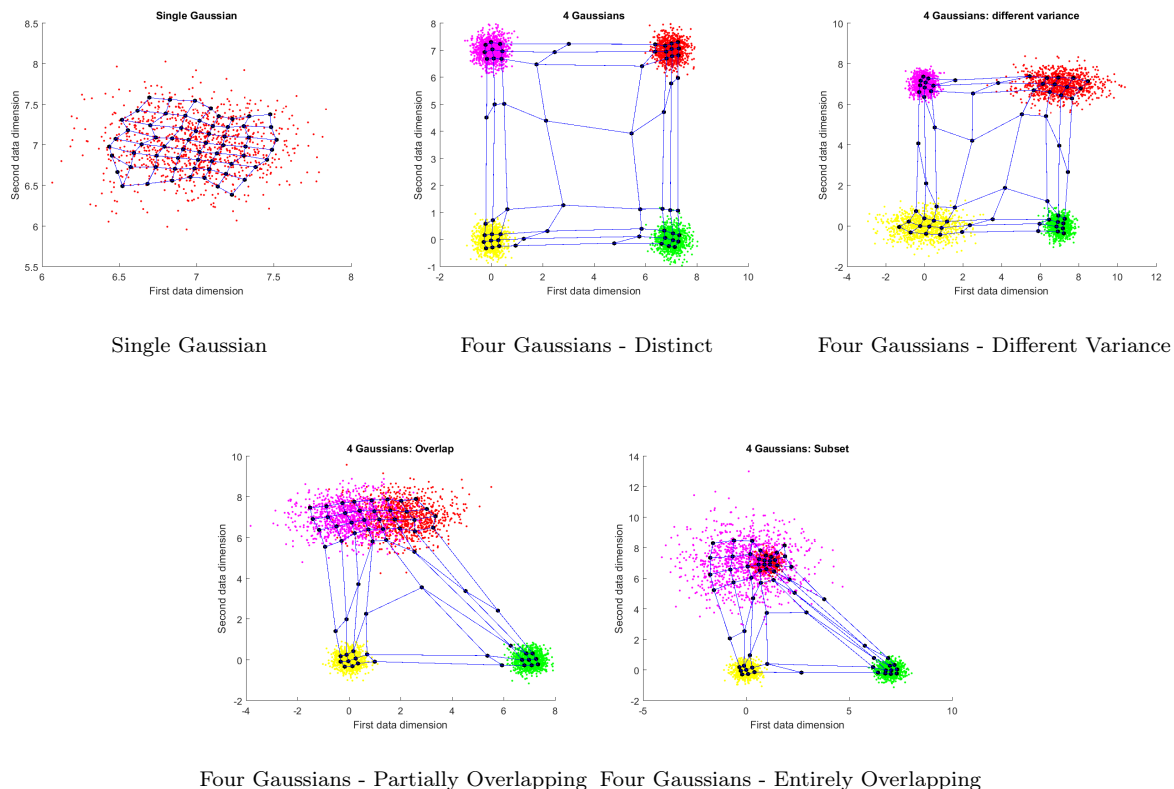 Single Gaussian
8.5
8
7.5
7
6.5
6
5.5
6 6.5 7 7.5 8
Second data dimension
First data dimension
4 Gaussians
8
7
6
5
4
3
2
1
0
-1
-2 0 2 4 6 8
Second data dimension
First data dimension
4 Gaussians: different variance
10
8
6
4
2
0
-2
-4 -2 0 2 4 6 8 10 12
Second data dimension
First data dimension
Single Gaussian
Four Gaussians - Distinct
Four Gaussians - Different Variance
4 Gaussians: Overlap
10
8
6
4
2
0
-2
-4 -2 0 2 4 6 8
Second data dimension
First data dimension
4 Gaussians: Subset
14
12
10
8
6
4
2
0
-2
-5 0 5 10
Second data dimension
First data dimension
Four Gaussians - Partially Overlapping
Four Gaussians - Entirely Overlapping